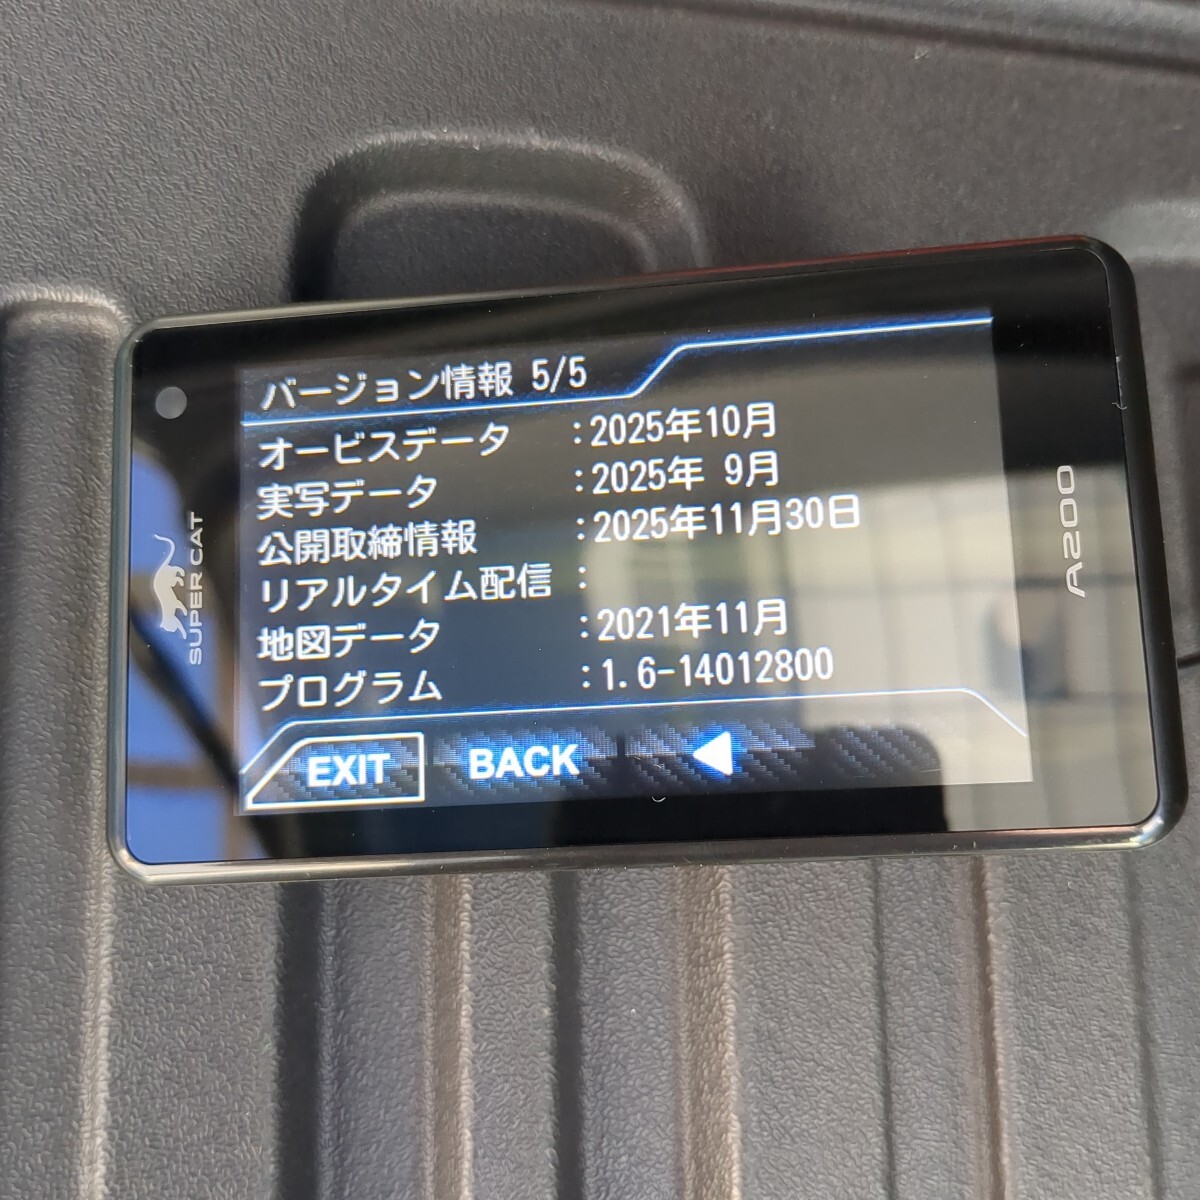 バージョン情報 5/5
オービスデータ :2025年10月
実写データ :2025年 9月
公開取締情報 :2025年11月30日
リアルタイム配信 :
地図データ :2021年11月
プログラム :1.6-14012800
EXIT BACK ◀
SUPER CAT
A200